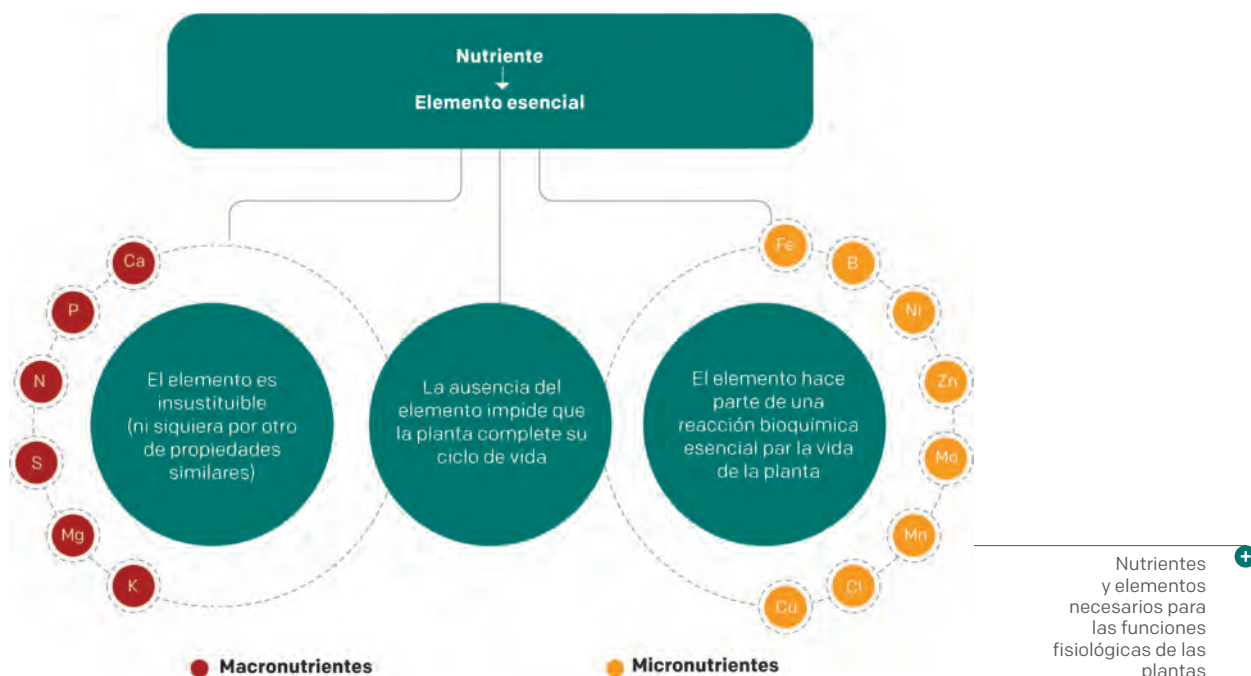 Nutriente
Elemento esencial
Ca
P
N
S
Mg
K
El elemento es
insustituible
(ni siquiera por otro
de propiedades
similares)
La ausencia del
elemento impide que
la planta complete su
ciclo de vida
El elemento hace
parte de una
reacción bioquímica
esencial par la vida
de la planta
Fe
B
Ni
Zn
Mo
Mn
Cl
Cu
Macronutrientes
Micronutrientes
Nutrientes
y elementos
necesarios para
las funciones
fisiológicas de las
plantas